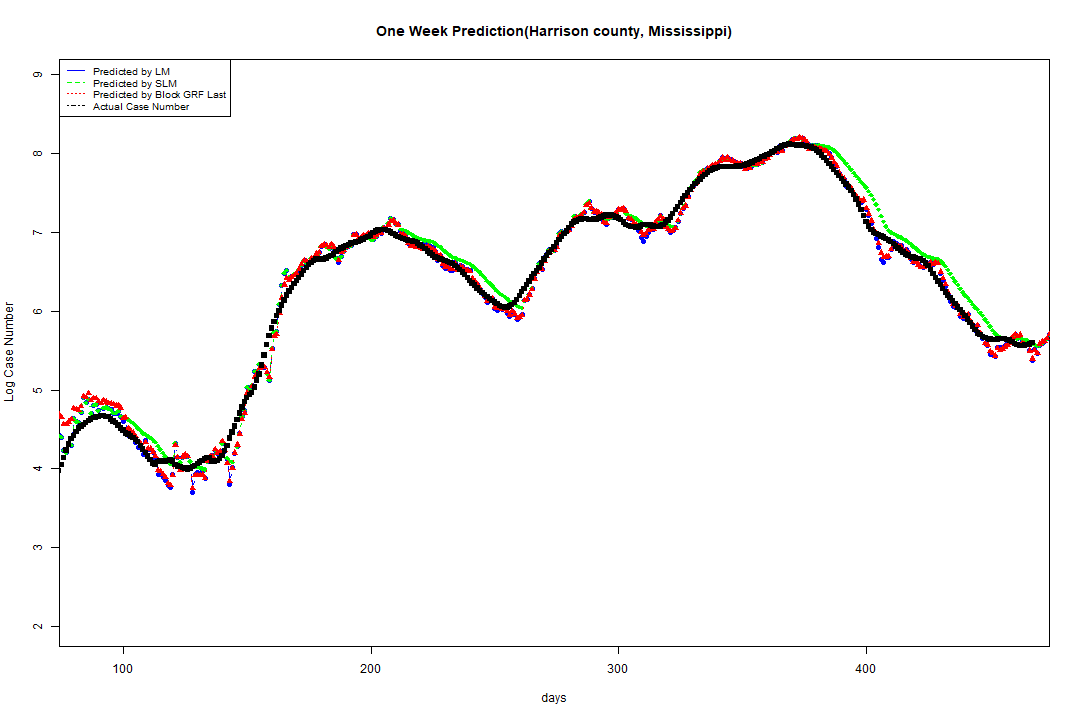 One Week Prediction(Harrison county, Mississippi)
Predicted by LM
Predicted by SLM
Predicted by Block GRF Last
Actual Case Number
Log Case Number
9
8
7
6
5
4
3
2
100 200 300 400
days